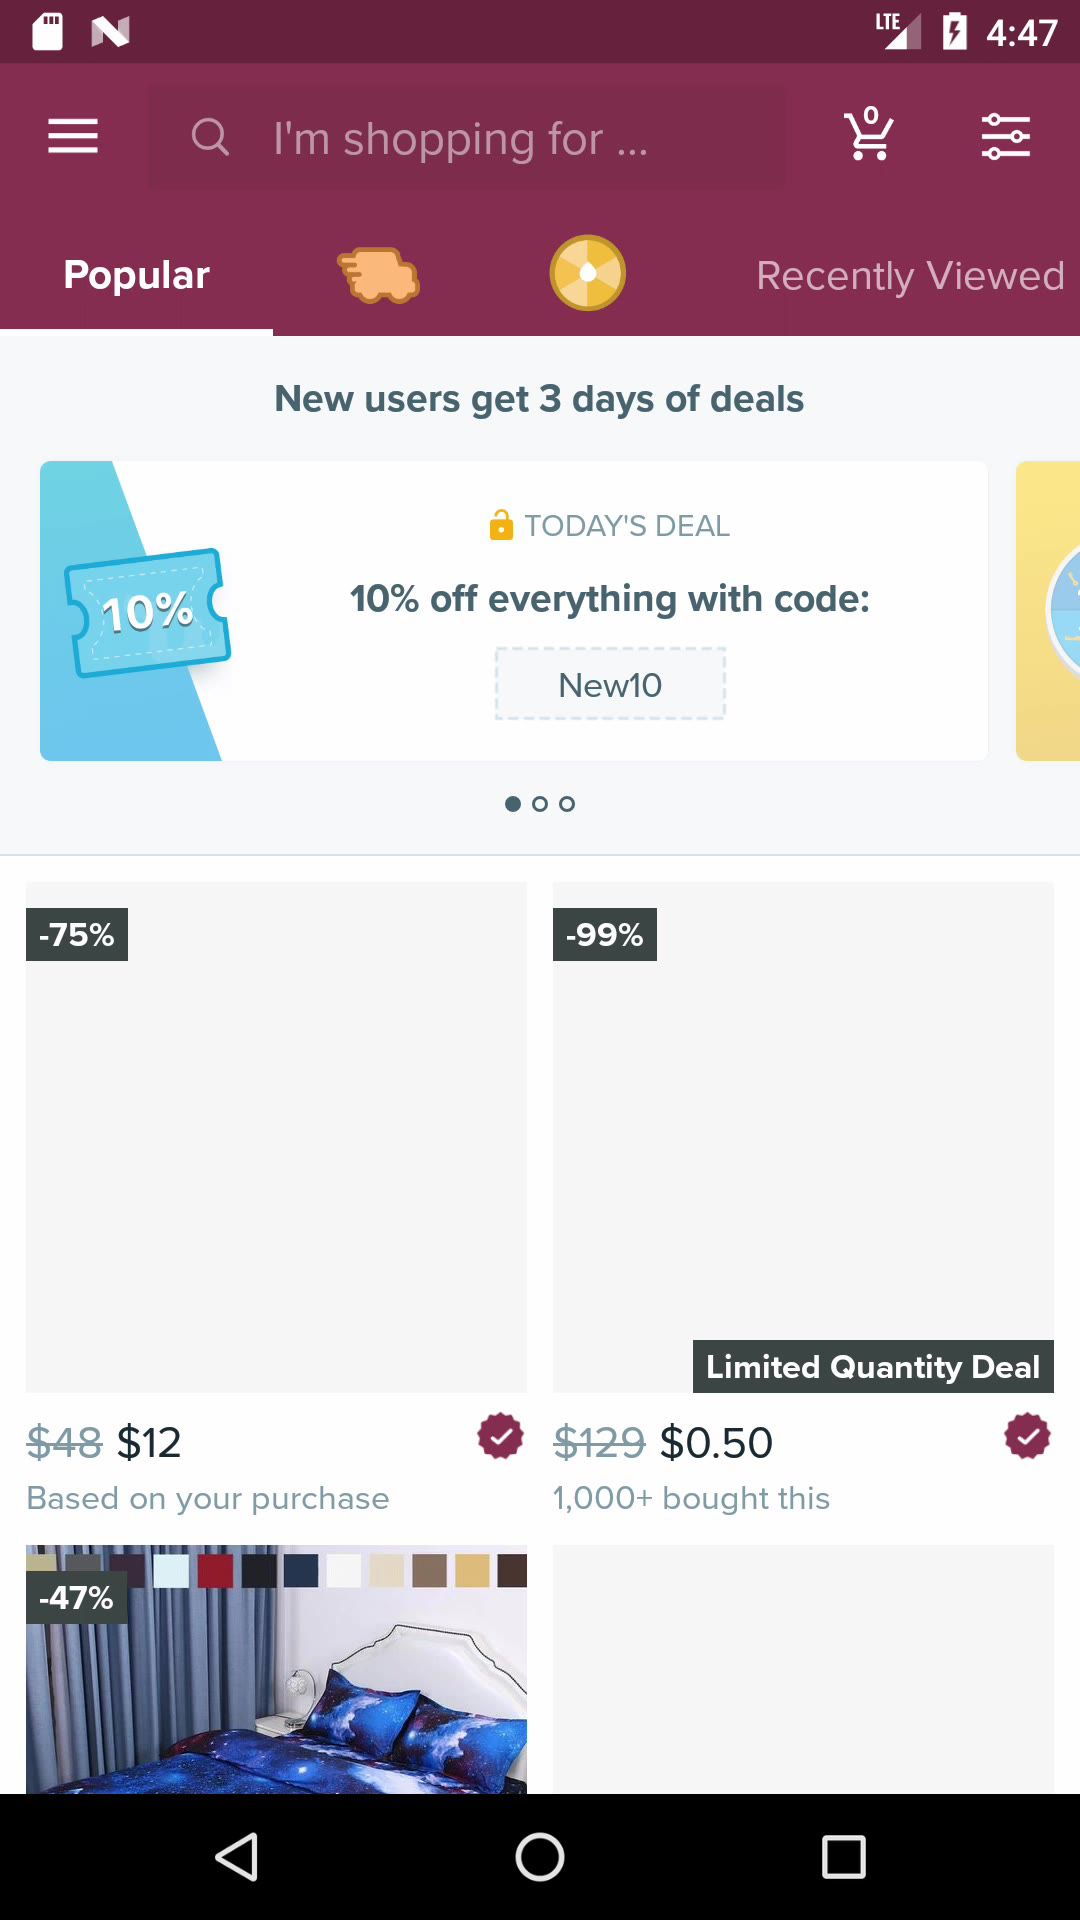 LTE 4:47
I'm shopping for ...
0
Popular
Recently Viewed
New users get 3 days of deals
TODAY'S DEAL
10%
10% off everything with code:
New10
-75%
-99%
Limited Quantity Deal
$48 $12
$129 $0.50
Based on your purchase
1,000+ bought this
-47%